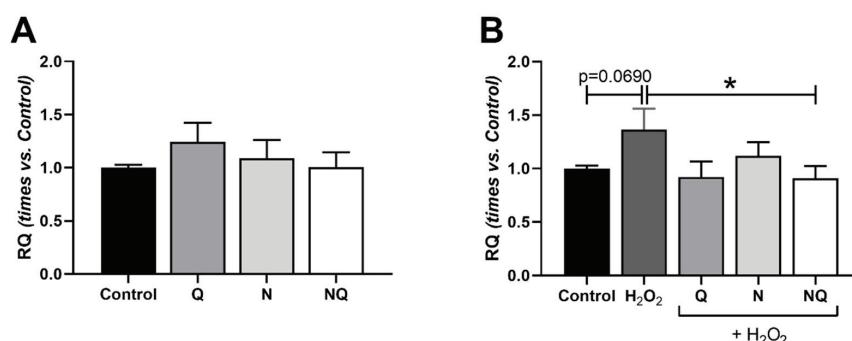 A
RQ (times vs. Control)
2.0
1.5
1.0
0.5
0.0
Control Q N NQ
B
RQ (times vs. Control)
2.0
1.5
1.0
0.5
0.0
p=0.0690
*
Control H₂O₂ Q N NQ
+ H₂O₂